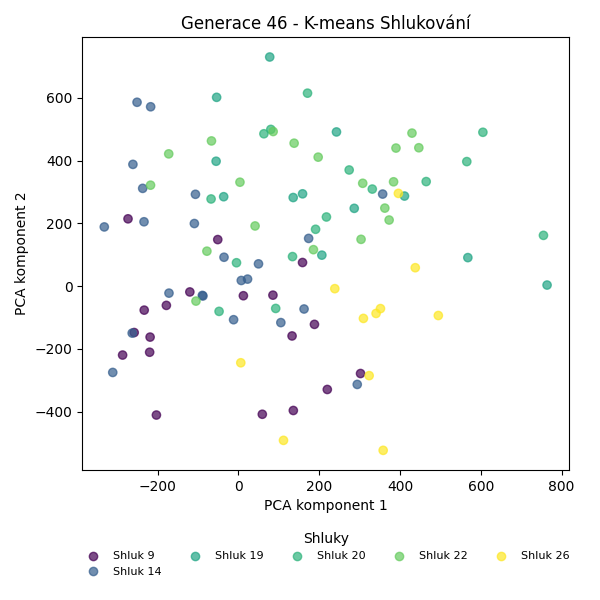 Generace 46 - K-means Shlukování
600
400
200
0
−200
−400
PCA komponent 2
−200 0 200 400 600 800
PCA komponent 1
Shluky
Shluk 9 Shluk 19 Shluk 20 Shluk 22 Shluk 26
Shluk 14